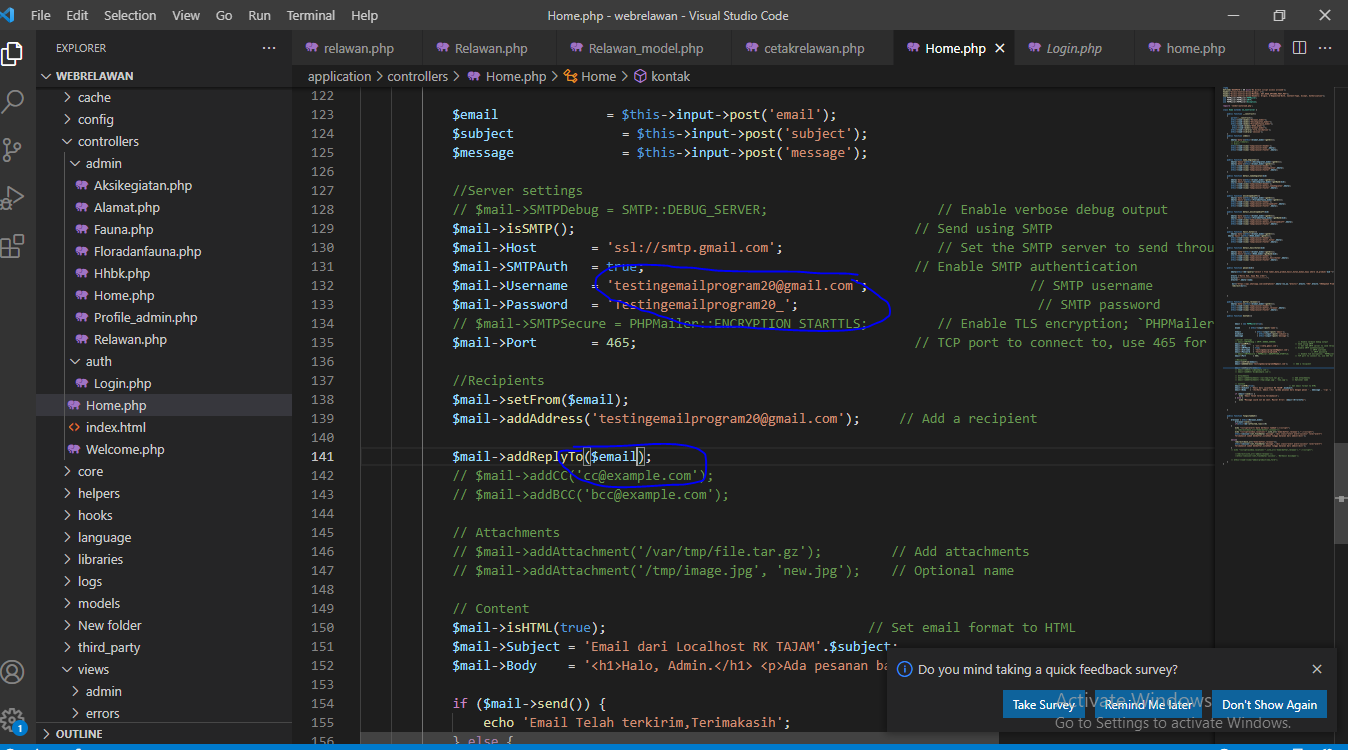 File Edit Selection View Go Run Terminal Help Home.php - webrelawan - Visual Studio Code
EXPLORER
relawan.php Relawan.php Relawan_model.php cetakrelawan.php Home.php Login.php home.php
WEBRELAWAN
application > controllers > Home.php > Home > kontak
cache
config
controllers
admin
Aksikegiatan.php
Alamat.php
Fauna.php
Floradanfauna.php
Hhbk.php
Home.php
Profile_admin.php
Relawan.php
auth
Login.php
Home.php
index.html
Welcome.php
core
helpers
hooks
language
libraries
logs
models
New folder
third_party
views
admin
errors
OUTLINE
1
122
123 $email = $this->input->post('email');
124 $subject = $this->input->post('subject');
125 $message = $this->input->post('message');
126
127 //Server settings
128 // $mail->SMTPDebug = SMTP::DEBUG_SERVER; // Enable verbose debug output
129 $mail->isSMTP(); // Send using SMTP
130 $mail->Host = 'ssl://smtp.gmail.com'; // Set the SMTP server to send throu
131 $mail->SMTPAuth = true; // Enable SMTP authentication
132 $mail->Username = 'testingemailprogram20@gmail.com'; // SMTP username
133 $mail->Password = 'Testingemailprogram20_'; // SMTP password
134 // $mail->SMTPSecure = PHPMailer::ENCRYPTION_STARTTLS; // Enable TLS encryption; `PHPMailer
135 $mail->Port = 465; // TCP port to connect to, use 465 for
136
137 //Recipients
138 $mail->setFrom($email);
139 $mail->addAddress('testingemailprogram20@gmail.com'); // Add a recipient
140
141 $mail->addReplyTo($email);
142 // $mail->addCC('cc@example.com');
143 // $mail->addBCC('bcc@example.com');
144
145 // Attachments
146 // $mail->addAttachment('/var/tmp/file.tar.gz'); // Add attachments
147 // $mail->addAttachment('/tmp/image.jpg', 'new.jpg'); // Optional name
148
149 // Content
150 $mail->isHTML(true); // Set email format to HTML
151 $mail->Subject = 'Email dari Localhost RK TAJAM'.$subject;
152 $mail->Body = '<h1>Halo, Admin.</h1> <p>Ada pesanan ba
153
154 if ($mail->send()) {
155 echo 'Email Telah terkirim,Terimakasih';
156 } else {
Do you mind taking a quick feedback survey?
Take Survey Remind Me later Don't Show Again
Activate Windows
Go to Settings to activate Windows.